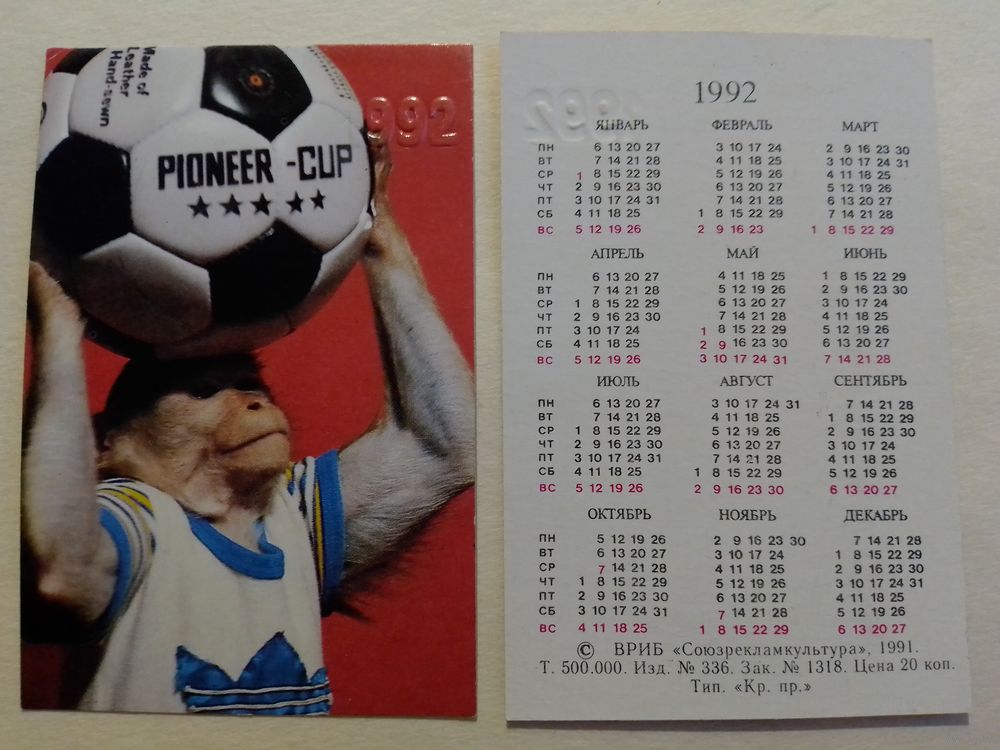 Made of
Leather
Hand-sewn
992
PIONEER -CUP
★★★★★
1992
ЯНВАРЬ ФЕВРАЛЬ МАРТ
ПН 6 13 20 27 3 10 17 24 2 9 16 23 30
ВТ 7 14 21 28 4 11 18 25 3 10 17 24 31
СР 1 8 15 22 29 5 12 19 26 4 11 18 25
ЧТ 2 9 16 23 30 6 13 20 27 5 12 19 26
ПТ 3 10 17 24 31 7 14 21 28 6 13 20 27
СБ 4 11 18 25 1 8 15 22 29 7 14 21 28
ВС 5 12 19 26 2 9 16 23 1 8 15 22 29
АПРЕЛЬ МАЙ ИЮНЬ
ПН 6 13 20 27 4 11 18 25 1 8 15 22 29
ВТ 7 14 21 28 5 12 19 26 2 9 16 23 30
СР 1 8 15 22 29 6 13 20 27 3 10 17 24
ЧТ 2 9 16 23 30 7 14 21 28 4 11 18 25
ПТ 3 10 17 24 1 8 15 22 29 5 12 19 26
СБ 4 11 18 25 2 9 16 23 30 6 13 20 27
ВС 5 12 19 26 3 10 17 24 31 7 14 21 28
ИЮЛЬ АВГУСТ СЕНТЯБРЬ
ПН 6 13 20 27 3 10 17 24 31 7 14 21 28
ВТ 7 14 21 28 4 11 18 25 1 8 15 22 29
СР 1 8 15 22 29 5 12 19 26 2 9 16 23 30
ЧТ 2 9 16 23 30 6 13 20 27 3 10 17 24
ПТ 3 10 17 24 31 7 14 21 28 4 11 18 25
СБ 4 11 18 25 1 8 15 22 29 5 12 19 26
ВС 5 12 19 26 2 9 16 23 30 6 13 20 27
ОКТЯБРЬ НОЯБРЬ ДЕКАБРЬ
ПН 5 12 19 26 2 9 16 23 30 7 14 21 28
ВТ 6 13 20 27 3 10 17 24 1 8 15 22 29
СР 7 14 21 28 4 11 18 25 2 9 16 23 30
ЧТ 1 8 15 22 29 5 12 19 26 3 10 17 24 31
ПТ 2 9 16 23 30 6 13 20 27 4 11 18 25
СБ 3 10 17 24 31 7 14 21 28 5 12 19 26
ВС 4 11 18 25 1 8 15 22 29 6 13 20 27
© ВРИБ «Союзрекламкультура», 1991.
Т. 500.000. Изд. № 336. Зак. № 1318. Цена 20 коп.
Тип. «Кр. пр.»